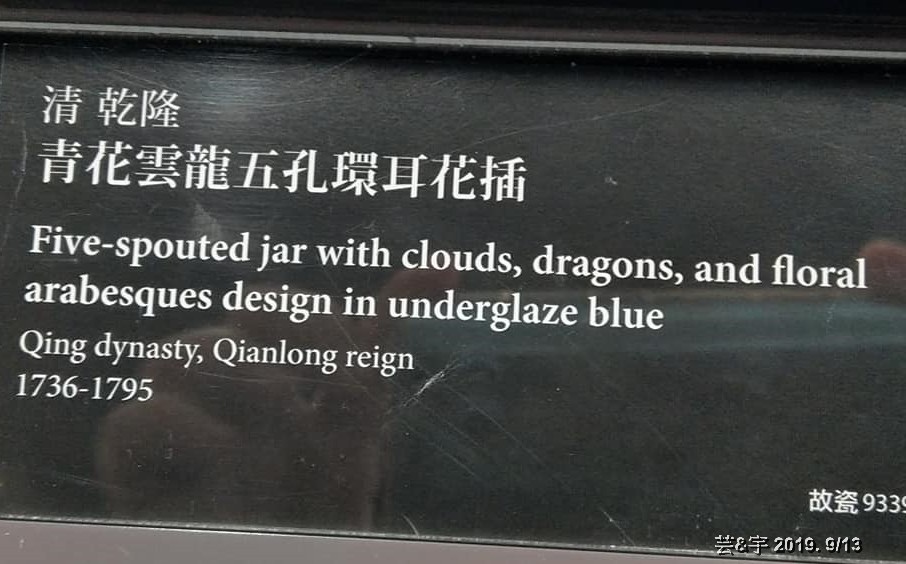 清 乾隆
青花雲龍五孔環耳花插
Five-spouted jar with clouds, dragons, and floral
arabesques design in underglaze blue
Qing dynasty, Qianlong reign
1736-1795
故瓷 9339
芸&宇 2019. 9/13